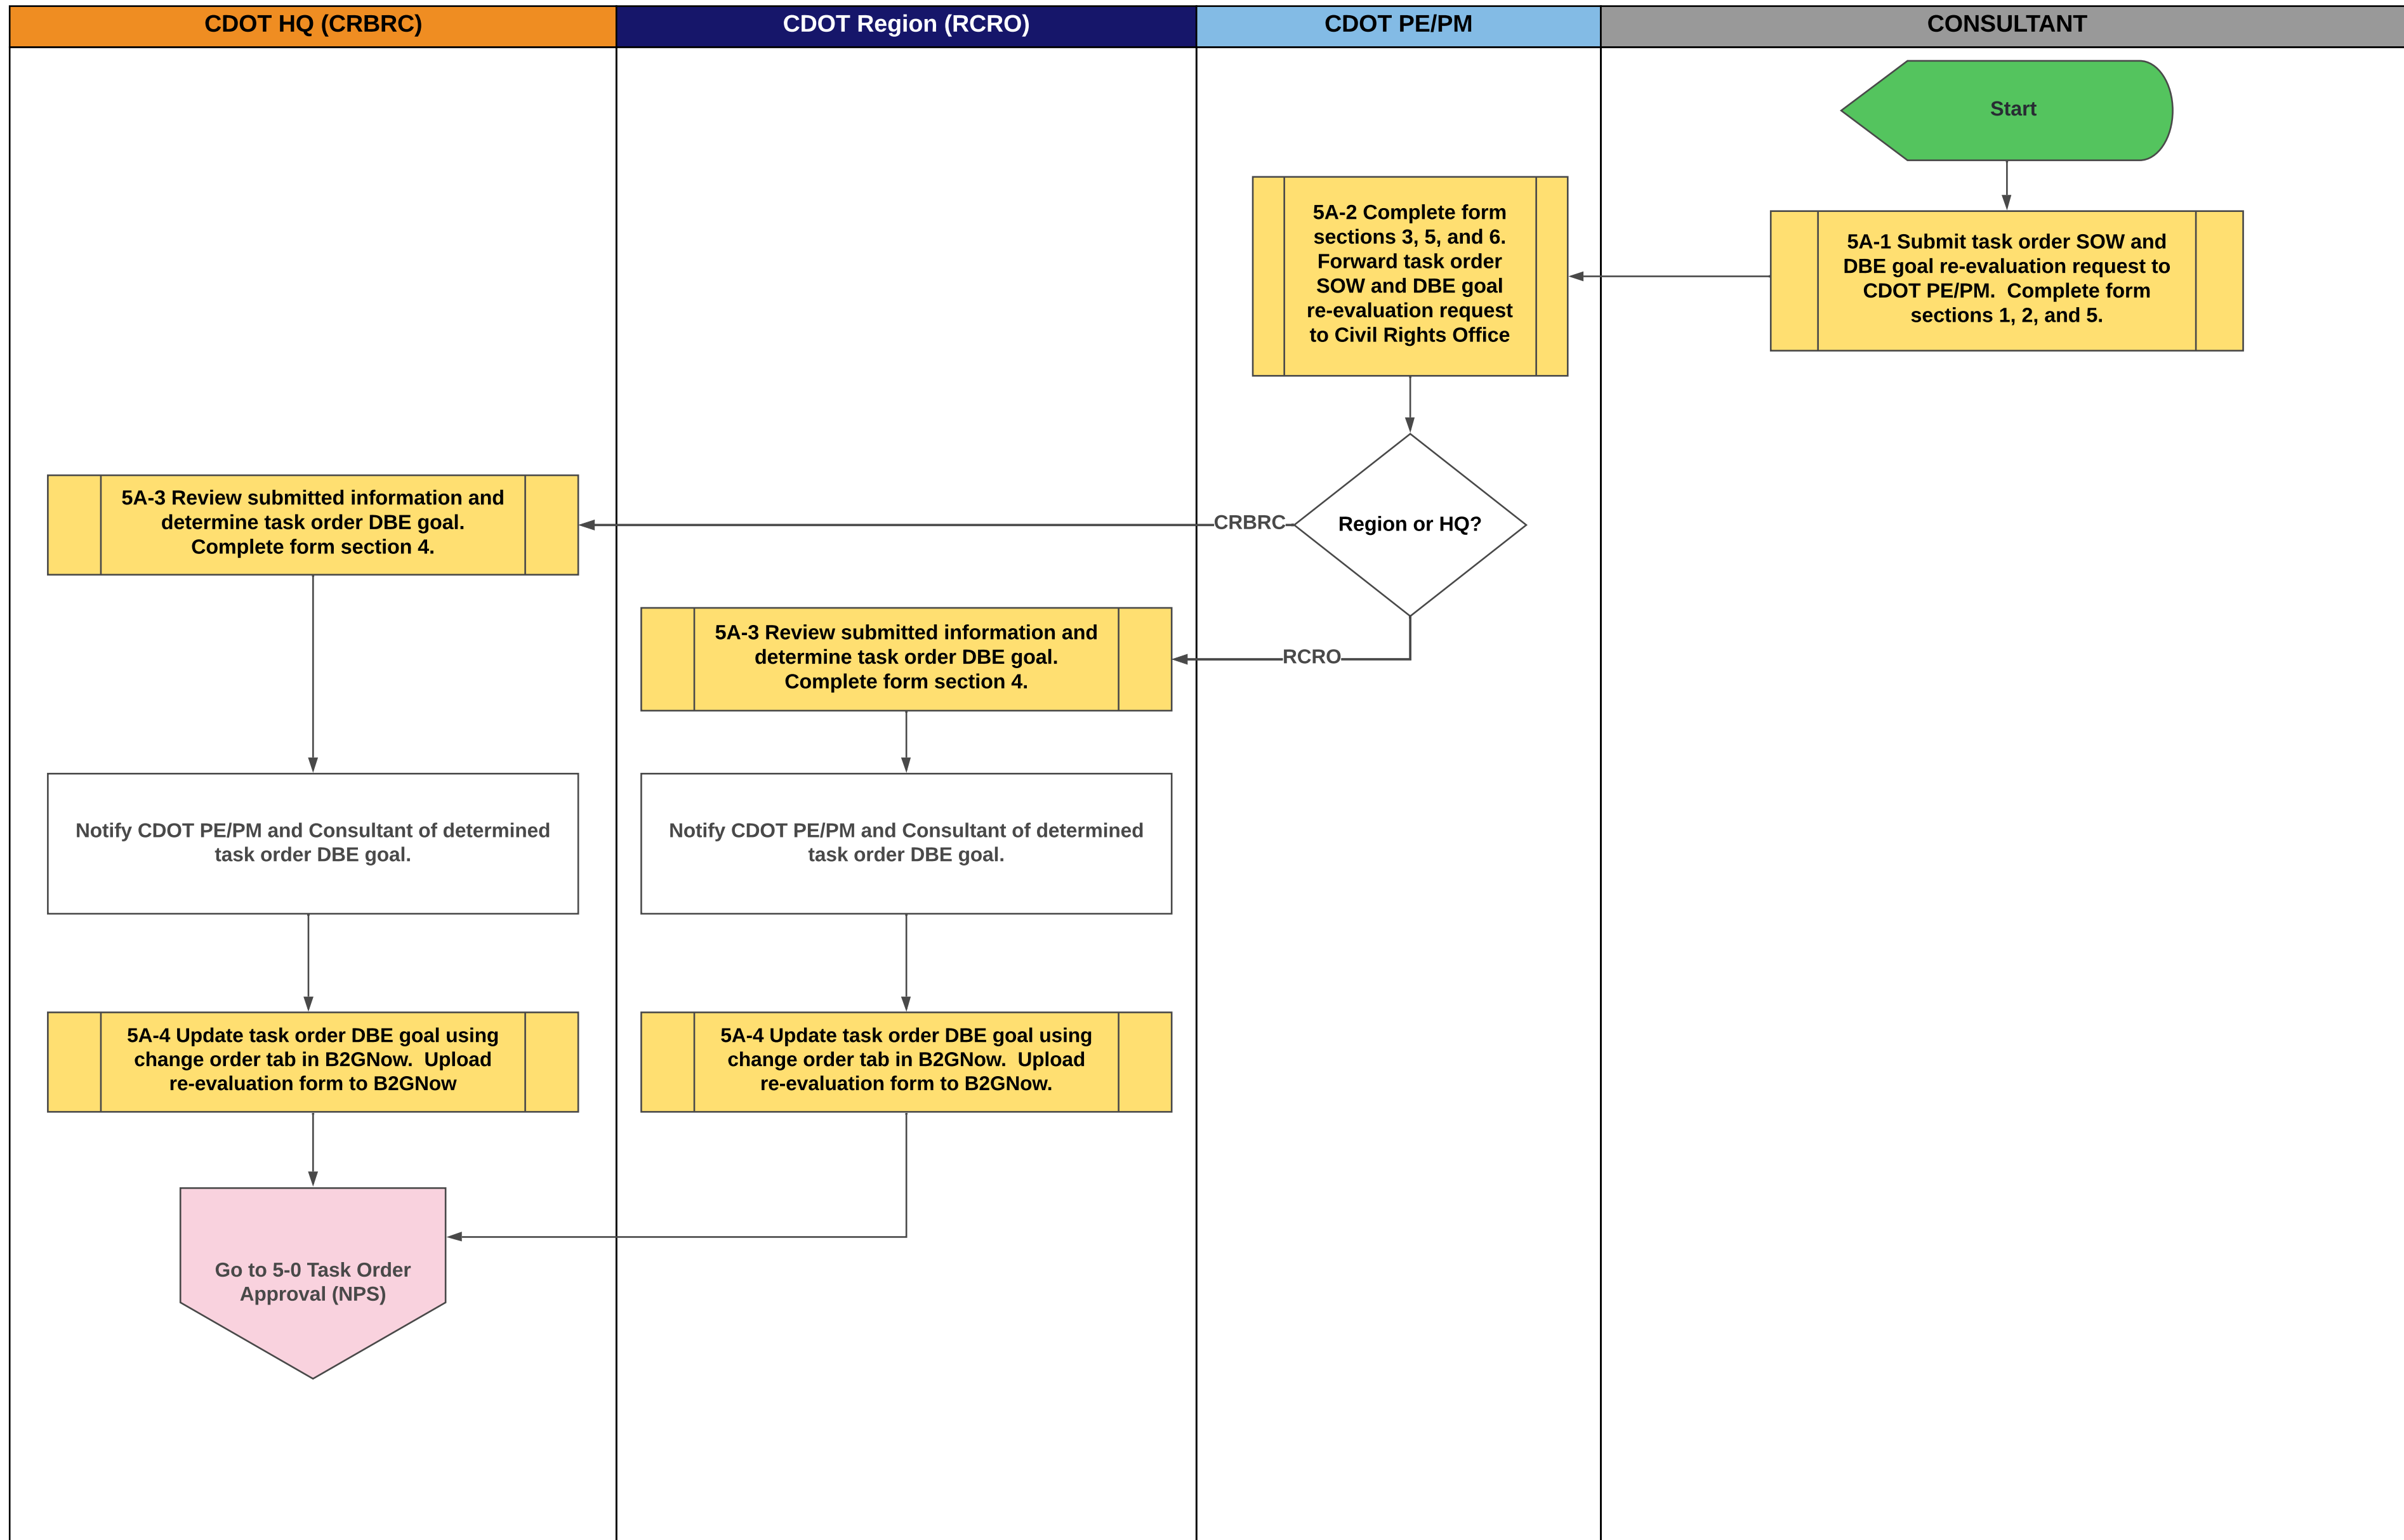 CDOT HQ (CRBRC)
CDOT Region (RCRO)
CDOT PE/PM
CONSULTANT
Start
5A-1 Submit task order SOW and
DBE goal re-evaluation request to
CDOT PE/PM.  Complete form
sections 1, 2, and 5.
5A-2 Complete form
sections 3, 5, and 6.
Forward task order
SOW and DBE goal
re-evaluation request
to Civil Rights Office
Region or HQ?
CRBRC
RCRO
5A-3 Review submitted information and
determine task order DBE goal.
Complete form section 4.
5A-3 Review submitted information and
determine task order DBE goal.
Complete form section 4.
Notify CDOT PE/PM and Consultant of determined
task order DBE goal.
Notify CDOT PE/PM and Consultant of determined
task order DBE goal.
5A-4 Update task order DBE goal using
change order tab in B2GNow.  Upload
re-evaluation form to B2GNow
5A-4 Update task order DBE goal using
change order tab in B2GNow.  Upload
re-evaluation form to B2GNow.
Go to 5-0 Task Order
Approval (NPS)